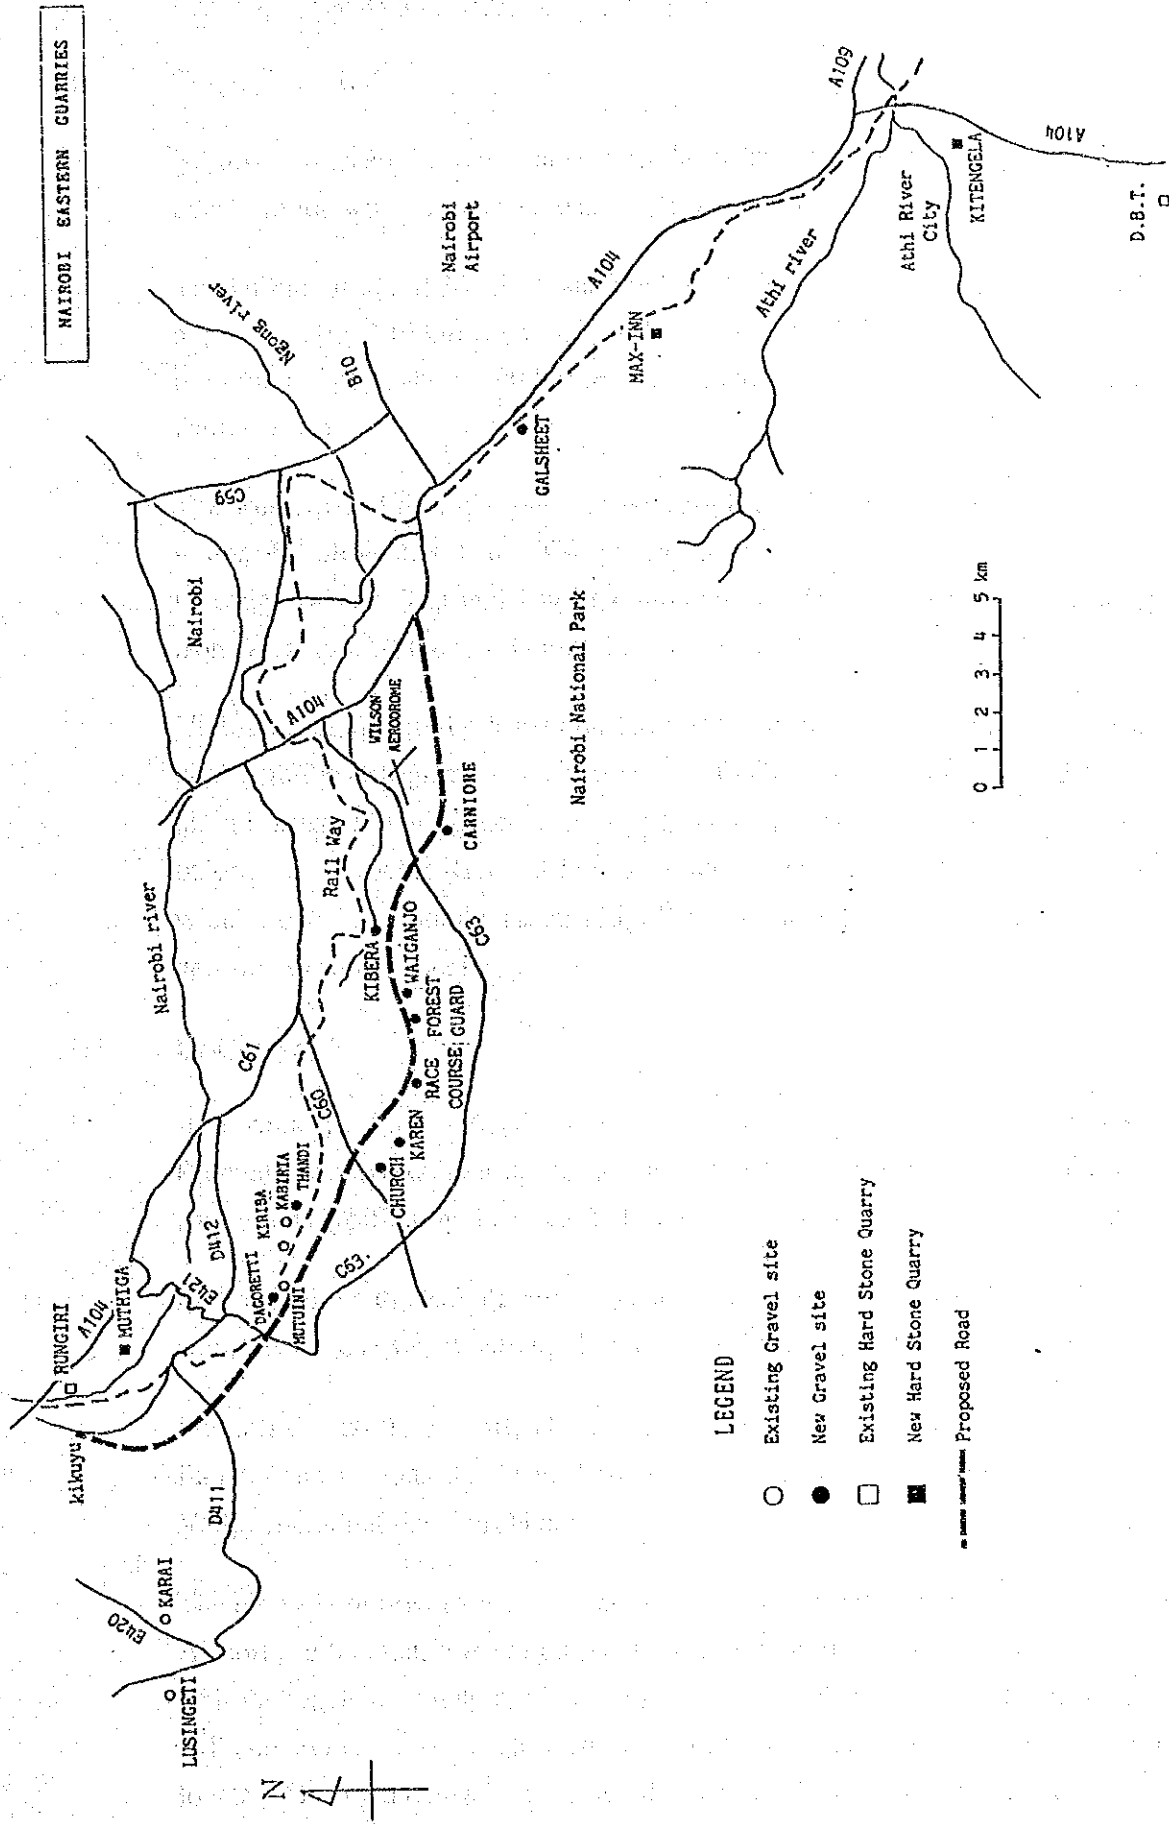 NAIROBI EASTERN GUARRIES
N
LUSINGETI
KARAI
E420
D411
kikuyu
RUNGIRI
A104
MUTHIGA
E421
D412
DAGORETTI
MUTUINI
KIRIBA
KABIRIA
THANDI
C63.
C61
C60
CHURCH
KAREN
RACE
COURSE
FOREST
GUARD
WAIGANJO
KIBERA
Nairobi river
Rail Way
C63
CARNIORE
WILSON
AERODROME
A104
Nairobi
C59
Ngong river
B10
Nairobi
Airport
Nairobi National Park
GALSHEET
A104
MAX-INN
Athi river
A109
Athi River
City
KITENGELA
A104
D.B.T.
0 1 2 3 4 5 km
LEGEND
Existing Gravel site
New Gravel site
Existing Hard Stone Quarry
New Hard Stone Quarry
Proposed Road